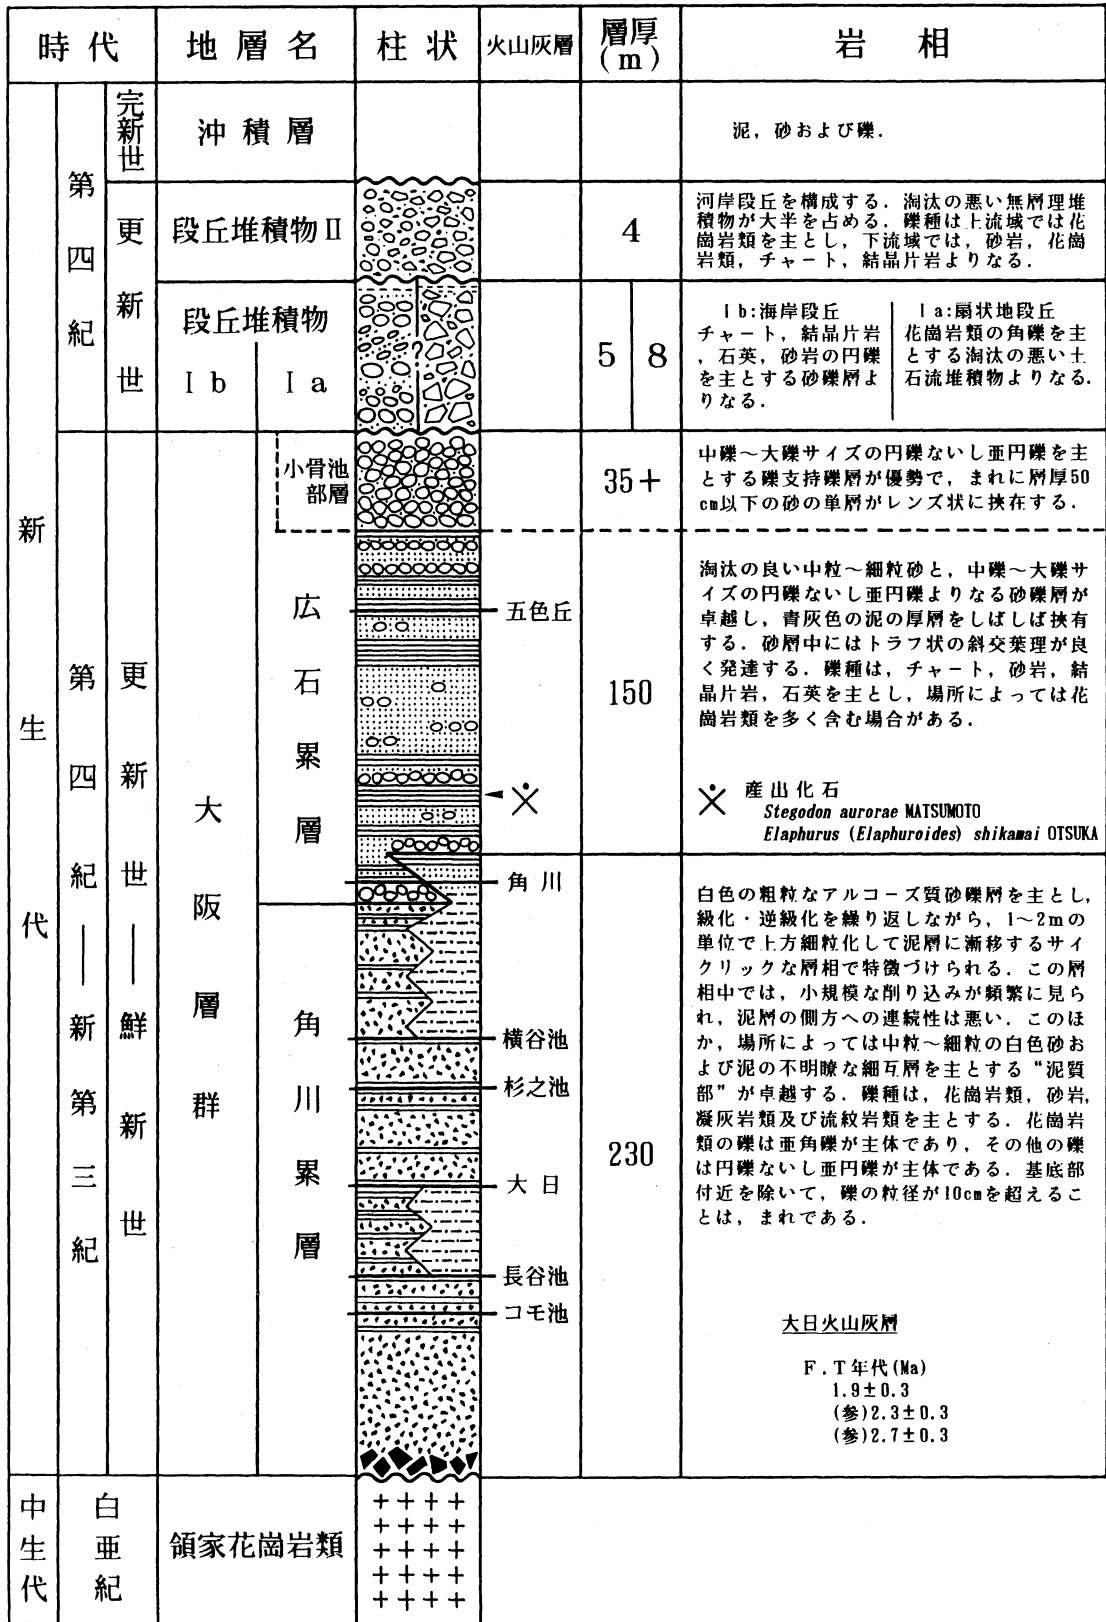 時代 地層名 柱状 火山灰層 層厚(m) 岩相
新生代
第四紀
完新世
沖積層
泥，砂および礫．
更新世
段丘堆積物Ⅱ
4
河岸段丘を構成する．淘汰の悪い無層理堆
積物が大半を占める．礫種は上流域では花
崗岩類を主とし，下流域では，砂岩，花崗
岩類，チャート，結晶片岩よりなる．
段丘堆積物
Ⅰb Ⅰa
?
5 8
Ⅰb:海岸段丘
チャート，結晶片岩
，石英，砂岩の円礫
を主とする砂礫層よ
りなる．
Ⅰa:扇状地段丘
花崗岩類の角礫を主
とする淘汰の悪い土
石流堆積物よりなる．
第四紀―新第三紀
更新世―鮮新世
大阪層群
小骨池
部層
35+
中礫～大礫サイズの円礫ないし亜円礫を主
とする礫支持礫層が優勢で，まれに層厚50
cm以下の砂の単層がレンズ状に挟在する．
広石累層
五色丘
150
淘汰の良い中粒～細粒砂と，中礫～大礫サ
イズの円礫ないし亜円礫よりなる砂礫層が
卓越し，青灰色の泥の厚層をしばしば挟有
する．砂層中にはトラフ状の斜交葉理が良
く発達する．礫種は，チャート，砂岩，結
晶片岩，石英を主とし，場所によっては花
崗岩類を多く含む場合がある．
産出化石
Stegodon aurorae MATSUMOTO
Elaphurus (Elaphuroides) shikamai OTSUKA
角川累層
角川
横谷池
杉之池
大日
長谷池
コモ池
230
白色の粗粒なアルコーズ質砂礫層を主とし，
級化・逆級化を繰り返しながら，1～2mの
単位で上方細粒化して泥層に漸移するサイ
クリックな層相で特徴づけられる．この層
相中では，小規模な削り込みが頻繁に見ら
れ，泥層の側方への連続性は悪い．このほ
か，場所によっては中粒～細粒の白色砂お
よび泥の不明瞭な細互層を主とする“泥質
部”が卓越する．礫種は，花崗岩類，砂岩，
凝灰岩類及び流紋岩類を主とする．花崗岩
類の礫は亜角礫が主体であり，その他の礫
は円礫ないし亜円礫が主体である．基底部
付近を除いて，礫の粒径が10cmを超えるこ
とは，まれである．
大日火山灰層
F.T年代(Ma)
1.9±0.3
(参)2.3±0.3
(参)2.7±0.3
中生代
白亜紀
領家花崗岩類